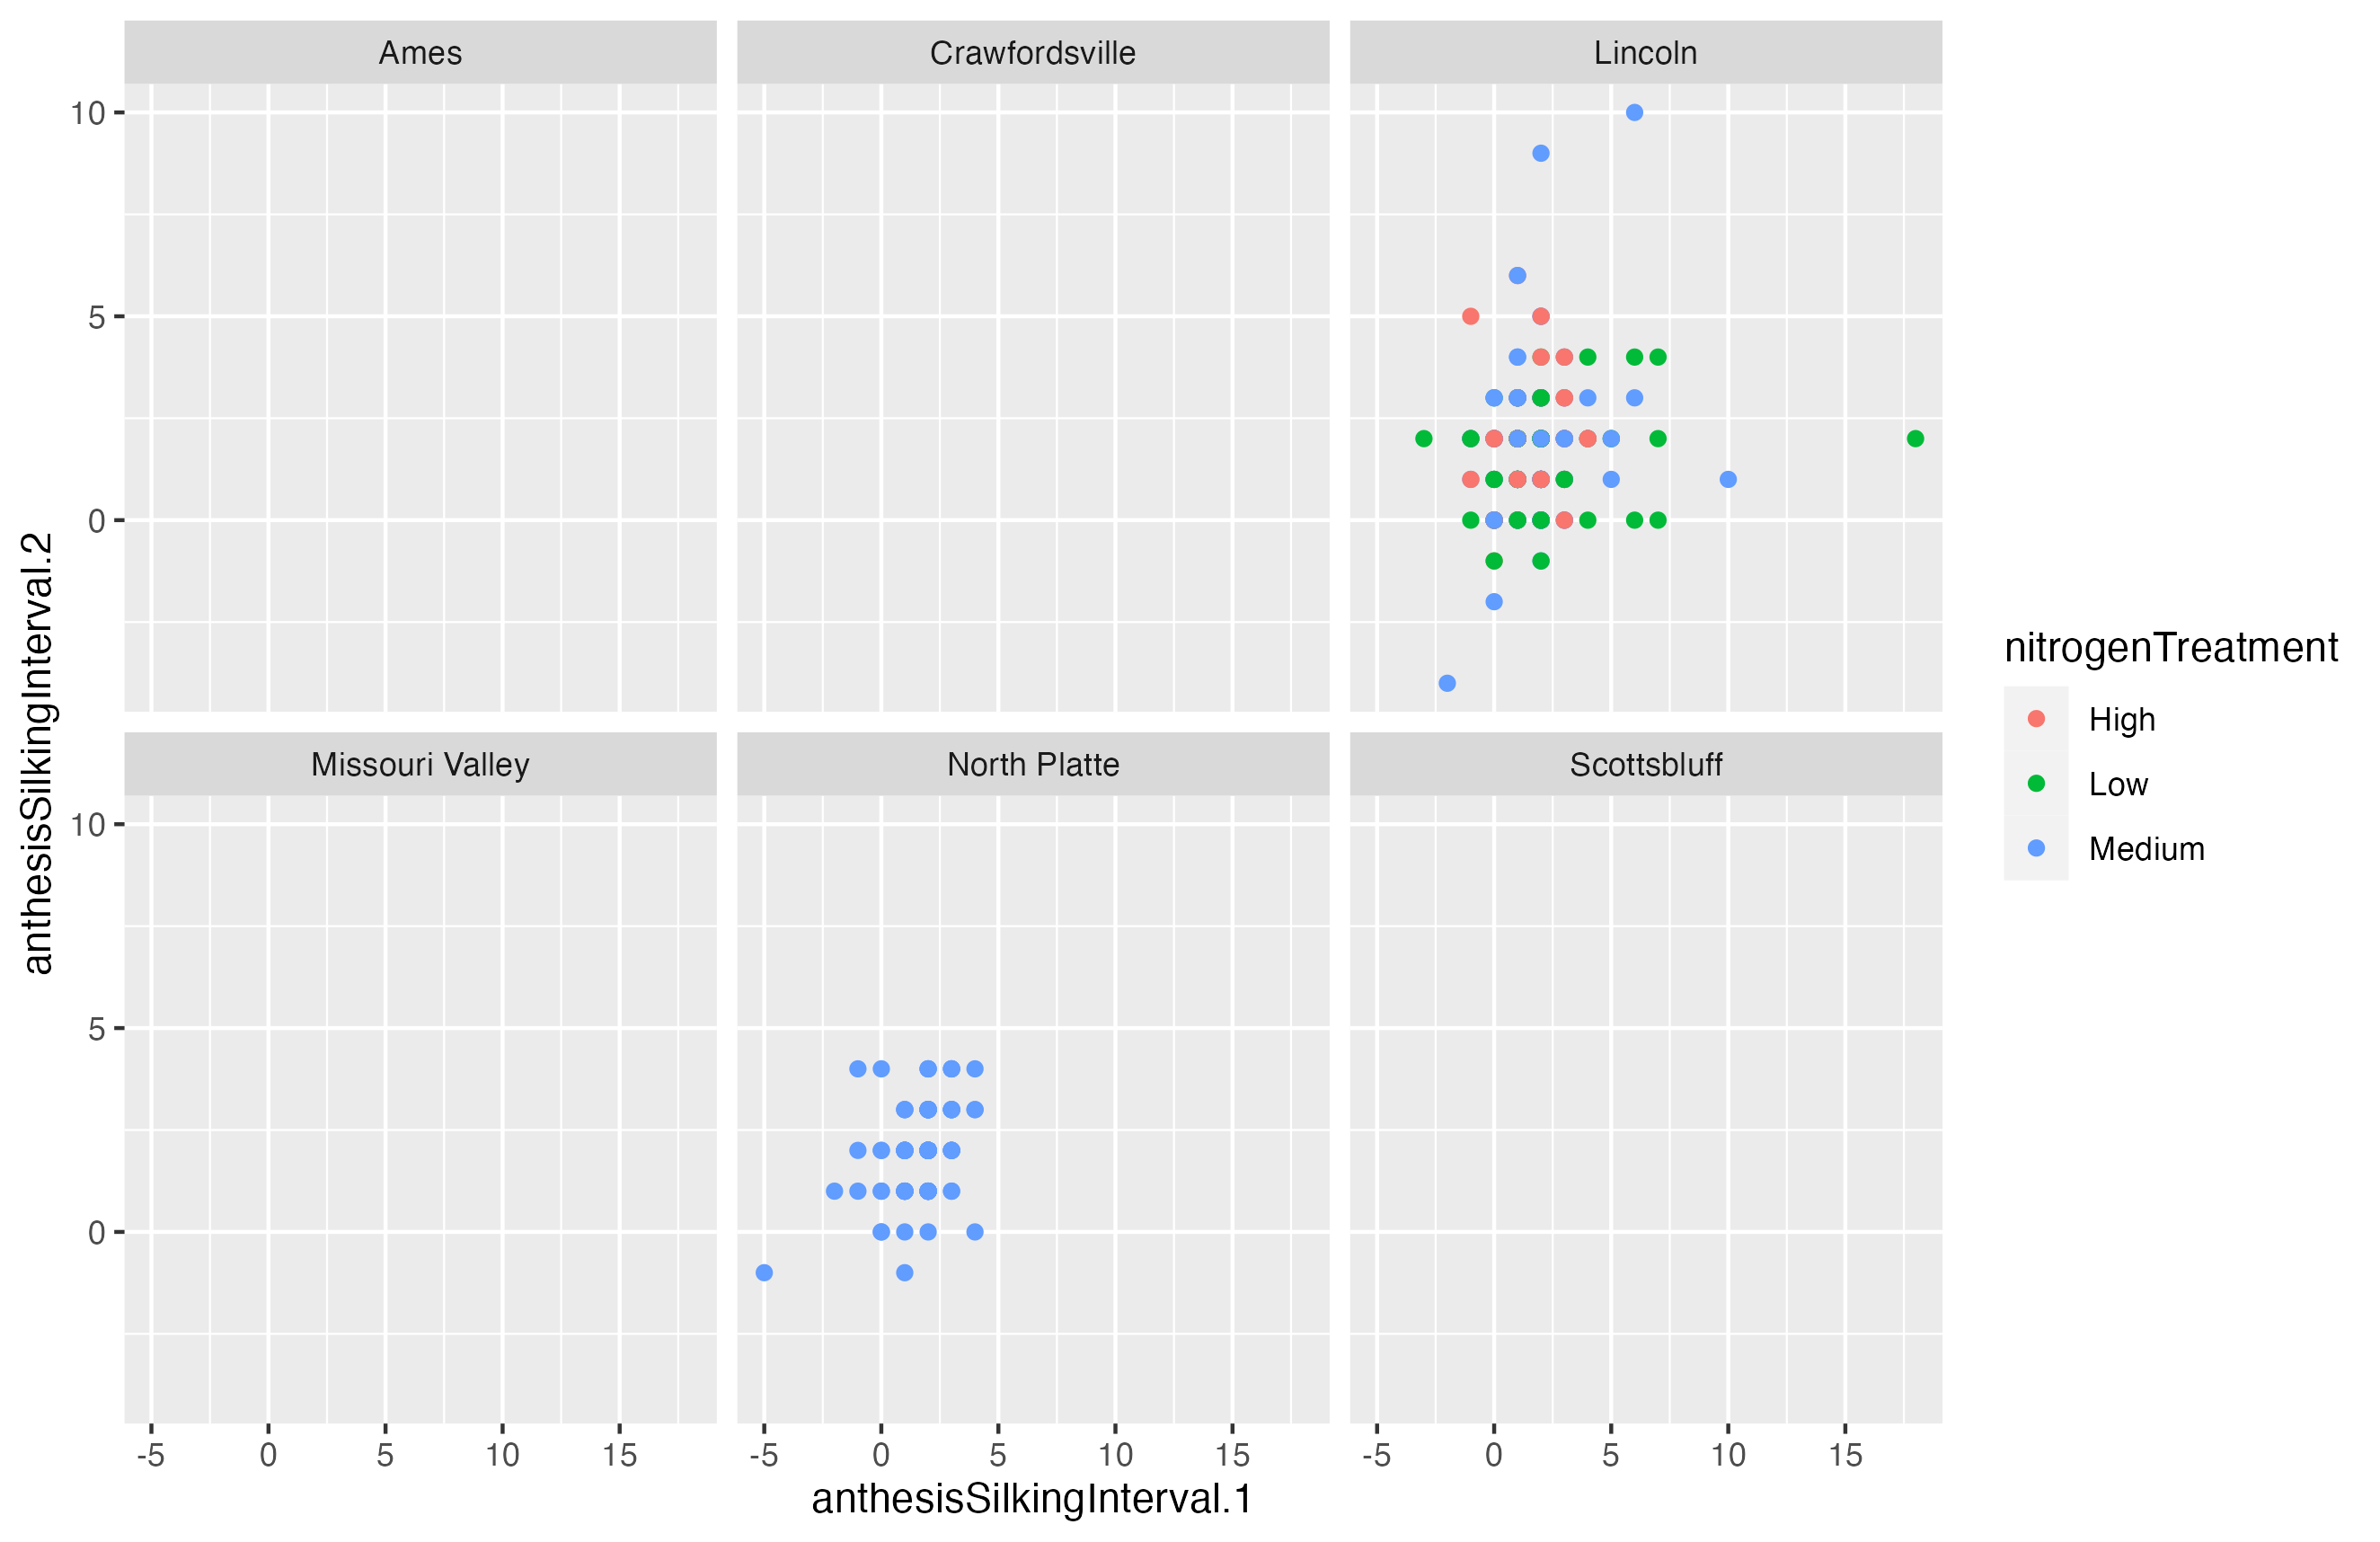 Ames
Crawfordsville
Lincoln
10
5
0
Missouri Valley
North Platte
Scottsbluff
10
5
0
-5 0 5 10 15
-5 0 5 10 15
-5 0 5 10 15
anthesisSilkingInterval.1
anthesisSilkingInterval.2
nitrogenTreatment
High
Low
Medium